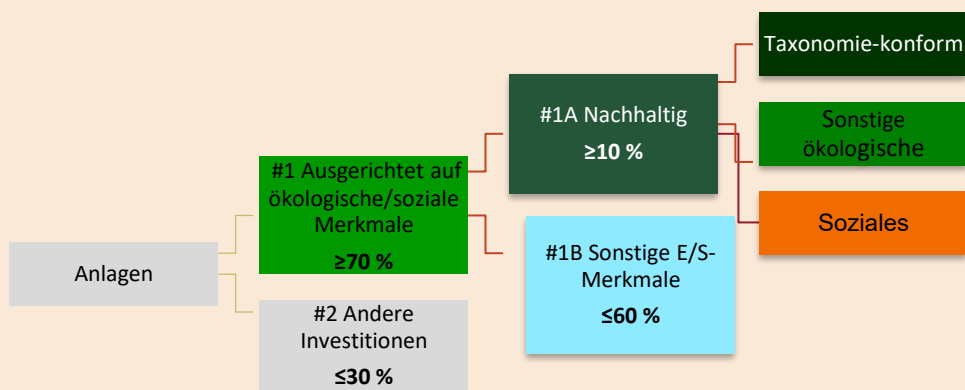 Anlagen
#1 Ausgerichtet auf
ökologische/soziale
Merkmale
≥70 %
#2 Andere
Investitionen
≤30 %
#1A Nachhaltig
≥10 %
#1B Sonstige E/S-
Merkmale
≤60 %
Taxonomie-konform
Sonstige
ökologische
Soziales